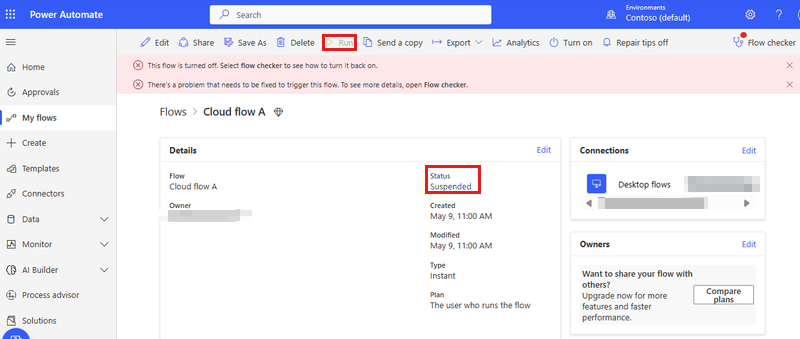 Power Automate
Search
Environments
Contoso (default)
Edit
Share
Save As
Delete
Run
Send a copy
Export
Analytics
Turn on
Repair tips off
Flow checker
Home
Approvals
My flows
Create
Templates
Connectors
Data
Monitor
AI Builder
Process advisor
Solutions
This flow is turned off. Select flow checker to see how to turn it back on.
There's a problem that needs to be fixed to trigger this flow. To see more details, open Flow checker.
Flows > Cloud flow A
Details
Edit
Flow
Cloud flow A
Owner
Status
Suspended
Created
May 9, 11:00 AM
Modified
May 9, 11:00 AM
Type
Instant
Plan
The user who runs the flow
Connections
Edit
Desktop flows
Owners
Edit
Want to share your flow with
others?
Upgrade now for more
features and faster
performance.
Compare
plans